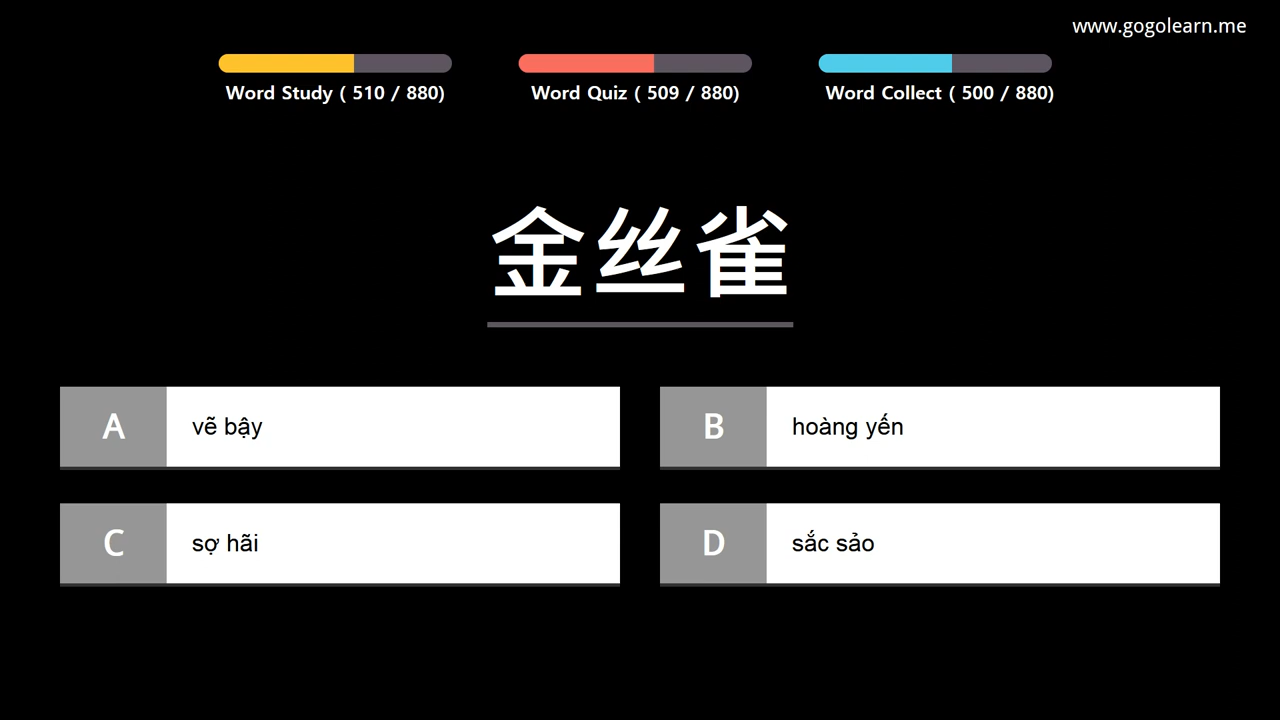 www.gogolearn.me
Word Study ( 510 / 880)
Word Quiz ( 509 / 880)
Word Collect ( 500 / 880)
金丝雀
A vẽ bậy
B hoàng yến
C sợ hãi
D sắc sảo